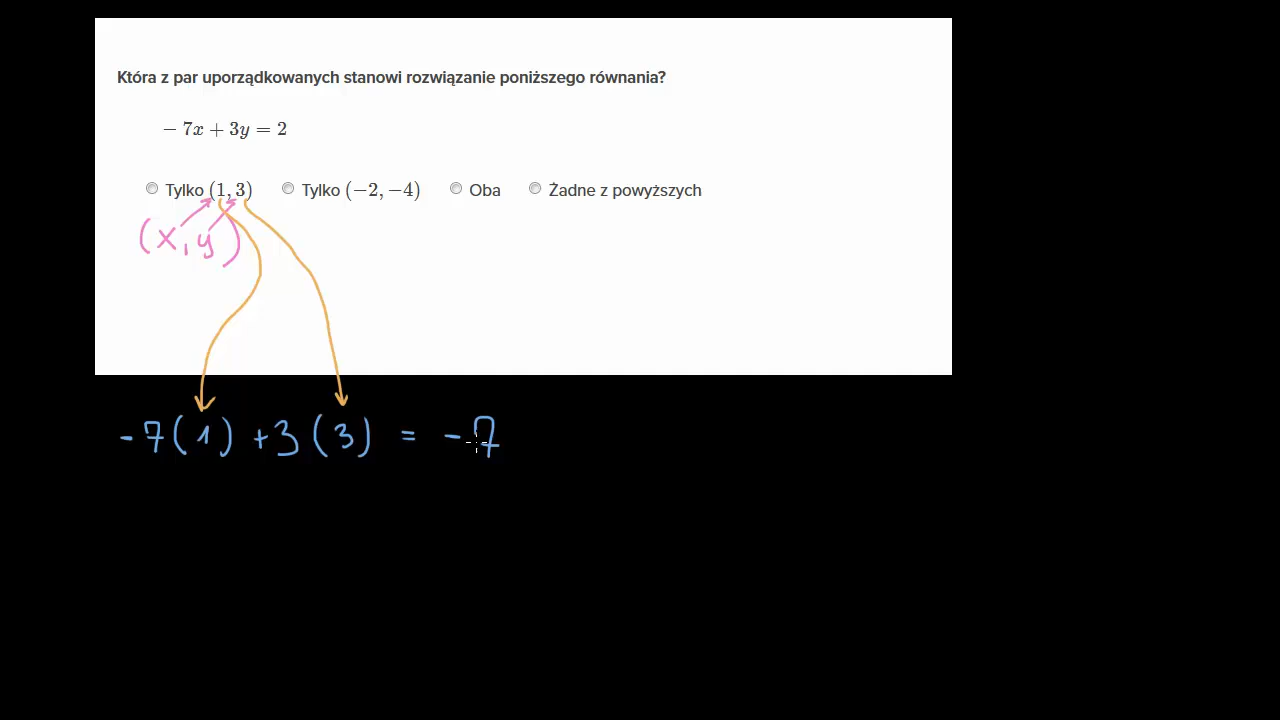 Która z par uporządkowanych stanowi rozwiązanie poniższego równania?
− 7x + 3y = 2
Tylko (1, 3) Tylko (−2, −4) Oba Żadne z powyższych
(x, y)
-7(1) +3(3) = -7